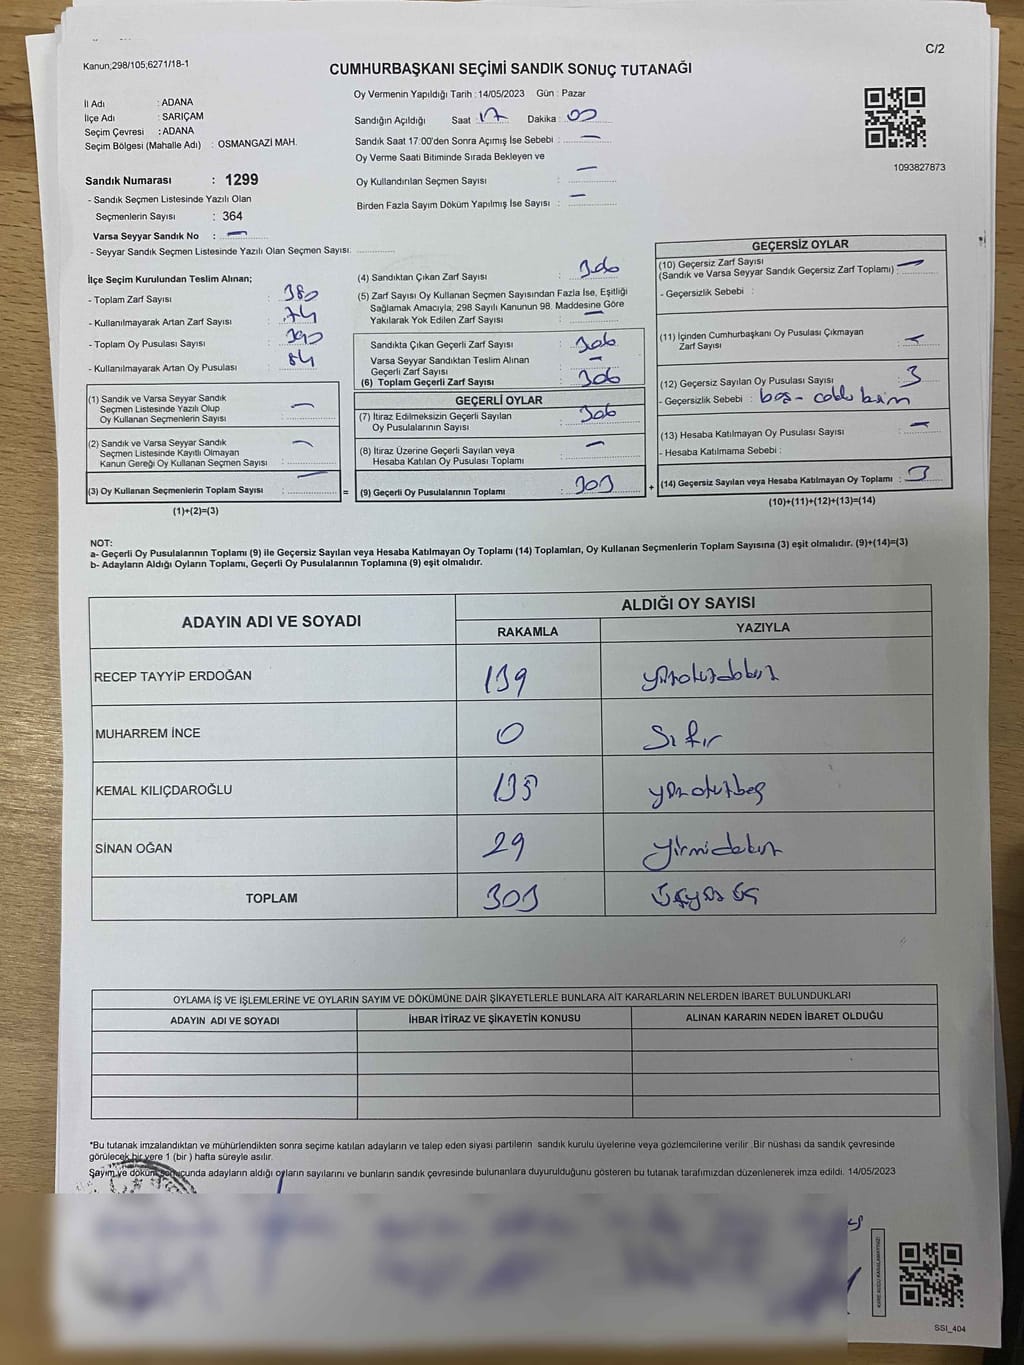 C/2
Kanun;298/105;6271/18-1
CUMHURBAŞKANI SEÇİMİ SANDIK SONUÇ TUTANAĞI
Oy Vermenin Yapıldığı Tarih :14/05/2023 Gün : Pazar
İl Adı : ADANA
İlçe Adı : SARIÇAM
Seçim Çevresi : ADANA
Seçim Bölgesi (Mahalle Adı) : OSMANGAZİ MAH.
Sandığın Açıldığı Saat : 17 Dakika : 00
Sandık Saat 17:00'den Sonra Açımış İse Sebebi : —
Oy Verme Saati Bitiminde Sırada Bekleyen ve
Oy Kullandırılan Seçmen Sayısı : —
Birden Fazla Sayım Döküm Yapılmış İse Sayısı : —
1093827873
Sandık Numarası : 1299
- Sandık Seçmen Listesinde Yazılı Olan
Seçmenlerin Sayısı : 364
Varsa Seyyar Sandık No : —
- Seyyar Sandık Seçmen Listesinde Yazılı Olan Seçmen Sayısı:
İlçe Seçim Kurulundan Teslim Alınan;
- Toplam Zarf Sayısı : 380
- Kullanılmayarak Artan Zarf Sayısı : 74
- Toplam Oy Pusulası Sayısı : 390
- Kullanılmayarak Artan Oy Pusulası : 84
(1) Sandık ve Varsa Seyyar Sandık
Seçmen Listesinde Yazılı Olup
Oy Kullanan Seçmenlerin Sayısı : —
(2) Sandık ve Varsa Seyyar Sandık
Seçmen Listesinde Kayıtlı Olmayan
Kanun Gereği Oy Kullanan Seçmen Sayısı : —
(3) Oy Kullanan Seçmenlerin Toplam Sayısı : —
(1)+(2)=(3)
=
(4) Sandıktan Çıkan Zarf Sayısı : 306
(5) Zarf Sayısı Oy Kullanan Seçmen Sayısından Fazla İse, Eşitliği
Sağlamak Amacıyla; 298 Sayılı Kanunun 98. Maddesine Göre
Yakılarak Yok Edilen Zarf Sayısı : —
Sandıkta Çıkan Geçerli Zarf Sayısı : 306
Varsa Seyyar Sandıktan Teslim Alınan
Geçerli Zarf Sayısı : —
(6) Toplam Geçerli Zarf Sayısı : 306
GEÇERLİ OYLAR
(7) İtiraz Edilmeksizin Geçerli Sayılan
Oy Pusulalarının Sayısı : 306
(8) İtiraz Üzerine Geçerli Sayılan veya
Hesaba Katılan Oy Pusulası Toplamı : —
(9) Geçerli Oy Pusulalarının Toplamı : 303
+
GEÇERSİZ OYLAR
(10) Geçersiz Zarf Sayısı
(Sandık ve Varsa Seyyar Sandık Geçersiz Zarf Toplamı) : —
- Geçersizlik Sebebi :
(11) İçinden Cumhurbaşkanı Oy Pusulası Çıkmayan
Zarf Sayısı : —
(12) Geçersiz Sayılan Oy Pusulası Sayısı : 3
- Geçersizlik Sebebi : boş-
(13) Hesaba Katılmayan Oy Pusulası Sayısı : —
- Hesaba Katılmama Sebebi :
(14) Geçersiz Sayılan veya Hesaba Katılmayan Oy Toplamı : 3
(10)+(11)+(12)+(13)=(14)
NOT:
a- Geçerli Oy Pusulalarının Toplamı (9) ile Geçersiz Sayılan veya Hesaba Katılmayan Oy Toplamı (14) Toplamları, Oy Kullanan Seçmenlerin Toplam Sayısına (3) eşit olmalıdır. (9)+(14)=(3)
b- Adayların Aldığı Oyların Toplamı, Geçerli Oy Pusulalarının Toplamına (9) eşit olmalıdır.
ADAYIN ADI VE SOYADI ALDIĞI OY SAYISI
RAKAMLA YAZIYLA
RECEP TAYYİP ERDOĞAN 139 yüzotuzdokuz
MUHARREM İNCE 0 Sıfır
KEMAL KILIÇDAROĞLU 135 yüzotuzbeş
SİNAN OĞAN 29 yirmidokuz
TOPLAM 303 üçyüz üç
OYLAMA İŞ VE İŞLEMLERİNE VE OYLARIN SAYIM VE DÖKÜMÜNE DAİR ŞİKAYETLERLE BUNLARA AİT KARARLARIN NELERDEN İBARET BULUNDUKLARI
ADAYIN ADI VE SOYADI İHBAR İTİRAZ VE ŞİKAYETİN KONUSU ALINAN KARARIN NEDEN İBARET OLDUĞU
*Bu tutanak imzalandıktan ve mühürlendikten sonra seçime katılan adayların ve talep eden siyasi partilerin sandık kurulu üyelerine veya gözlemcilerine verilir .Bir nüshası da sandık çevresinde
görülecek bir yere 1 (bir ) hafta süreyle asılır.
Sayım ve döküm sonucunda adayların aldığı oyların sayılarını ve bunların sandık çevresinde bulunanlara duyurulduğunu gösteren bu tutanak tarafımızdan düzenlenerek imza edildi. 14/05/2023
SSI_404